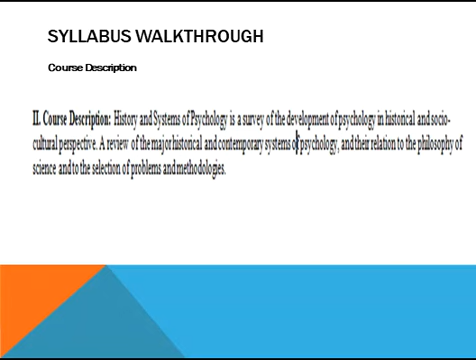 SYLLABUS WALKTHROUGH
Course Description
II. Course Description: History and Systems of Psychology is a survey of the development of psychology in historical and socio-
cultural perspective. A review of the major historical and contemporary systems of psychology, and their relation to the philosophy of
science and to the selection of problems and methodologies.